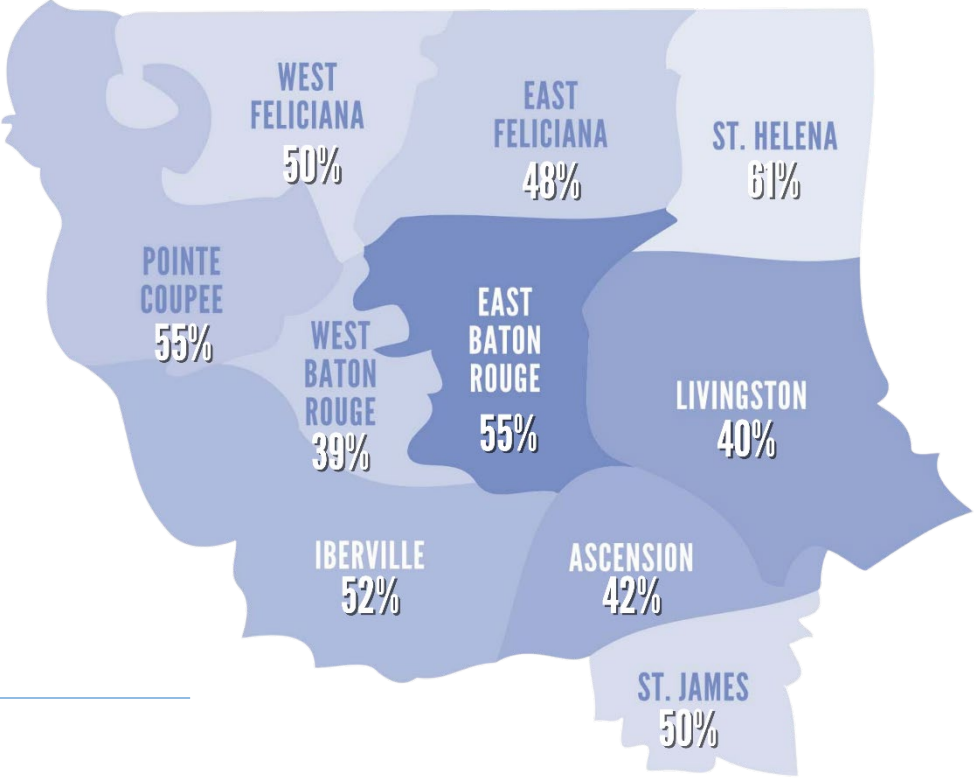 WEST
FELICIANA
50%
EAST
FELICIANA
48%
ST. HELENA
61%
POINTE
COUPEE
55%
WEST
BATON
ROUGE
39%
EAST
BATON
ROUGE
55%
LIVINGSTON
40%
IBERVILLE
52%
ASCENSION
42%
ST. JAMES
50%